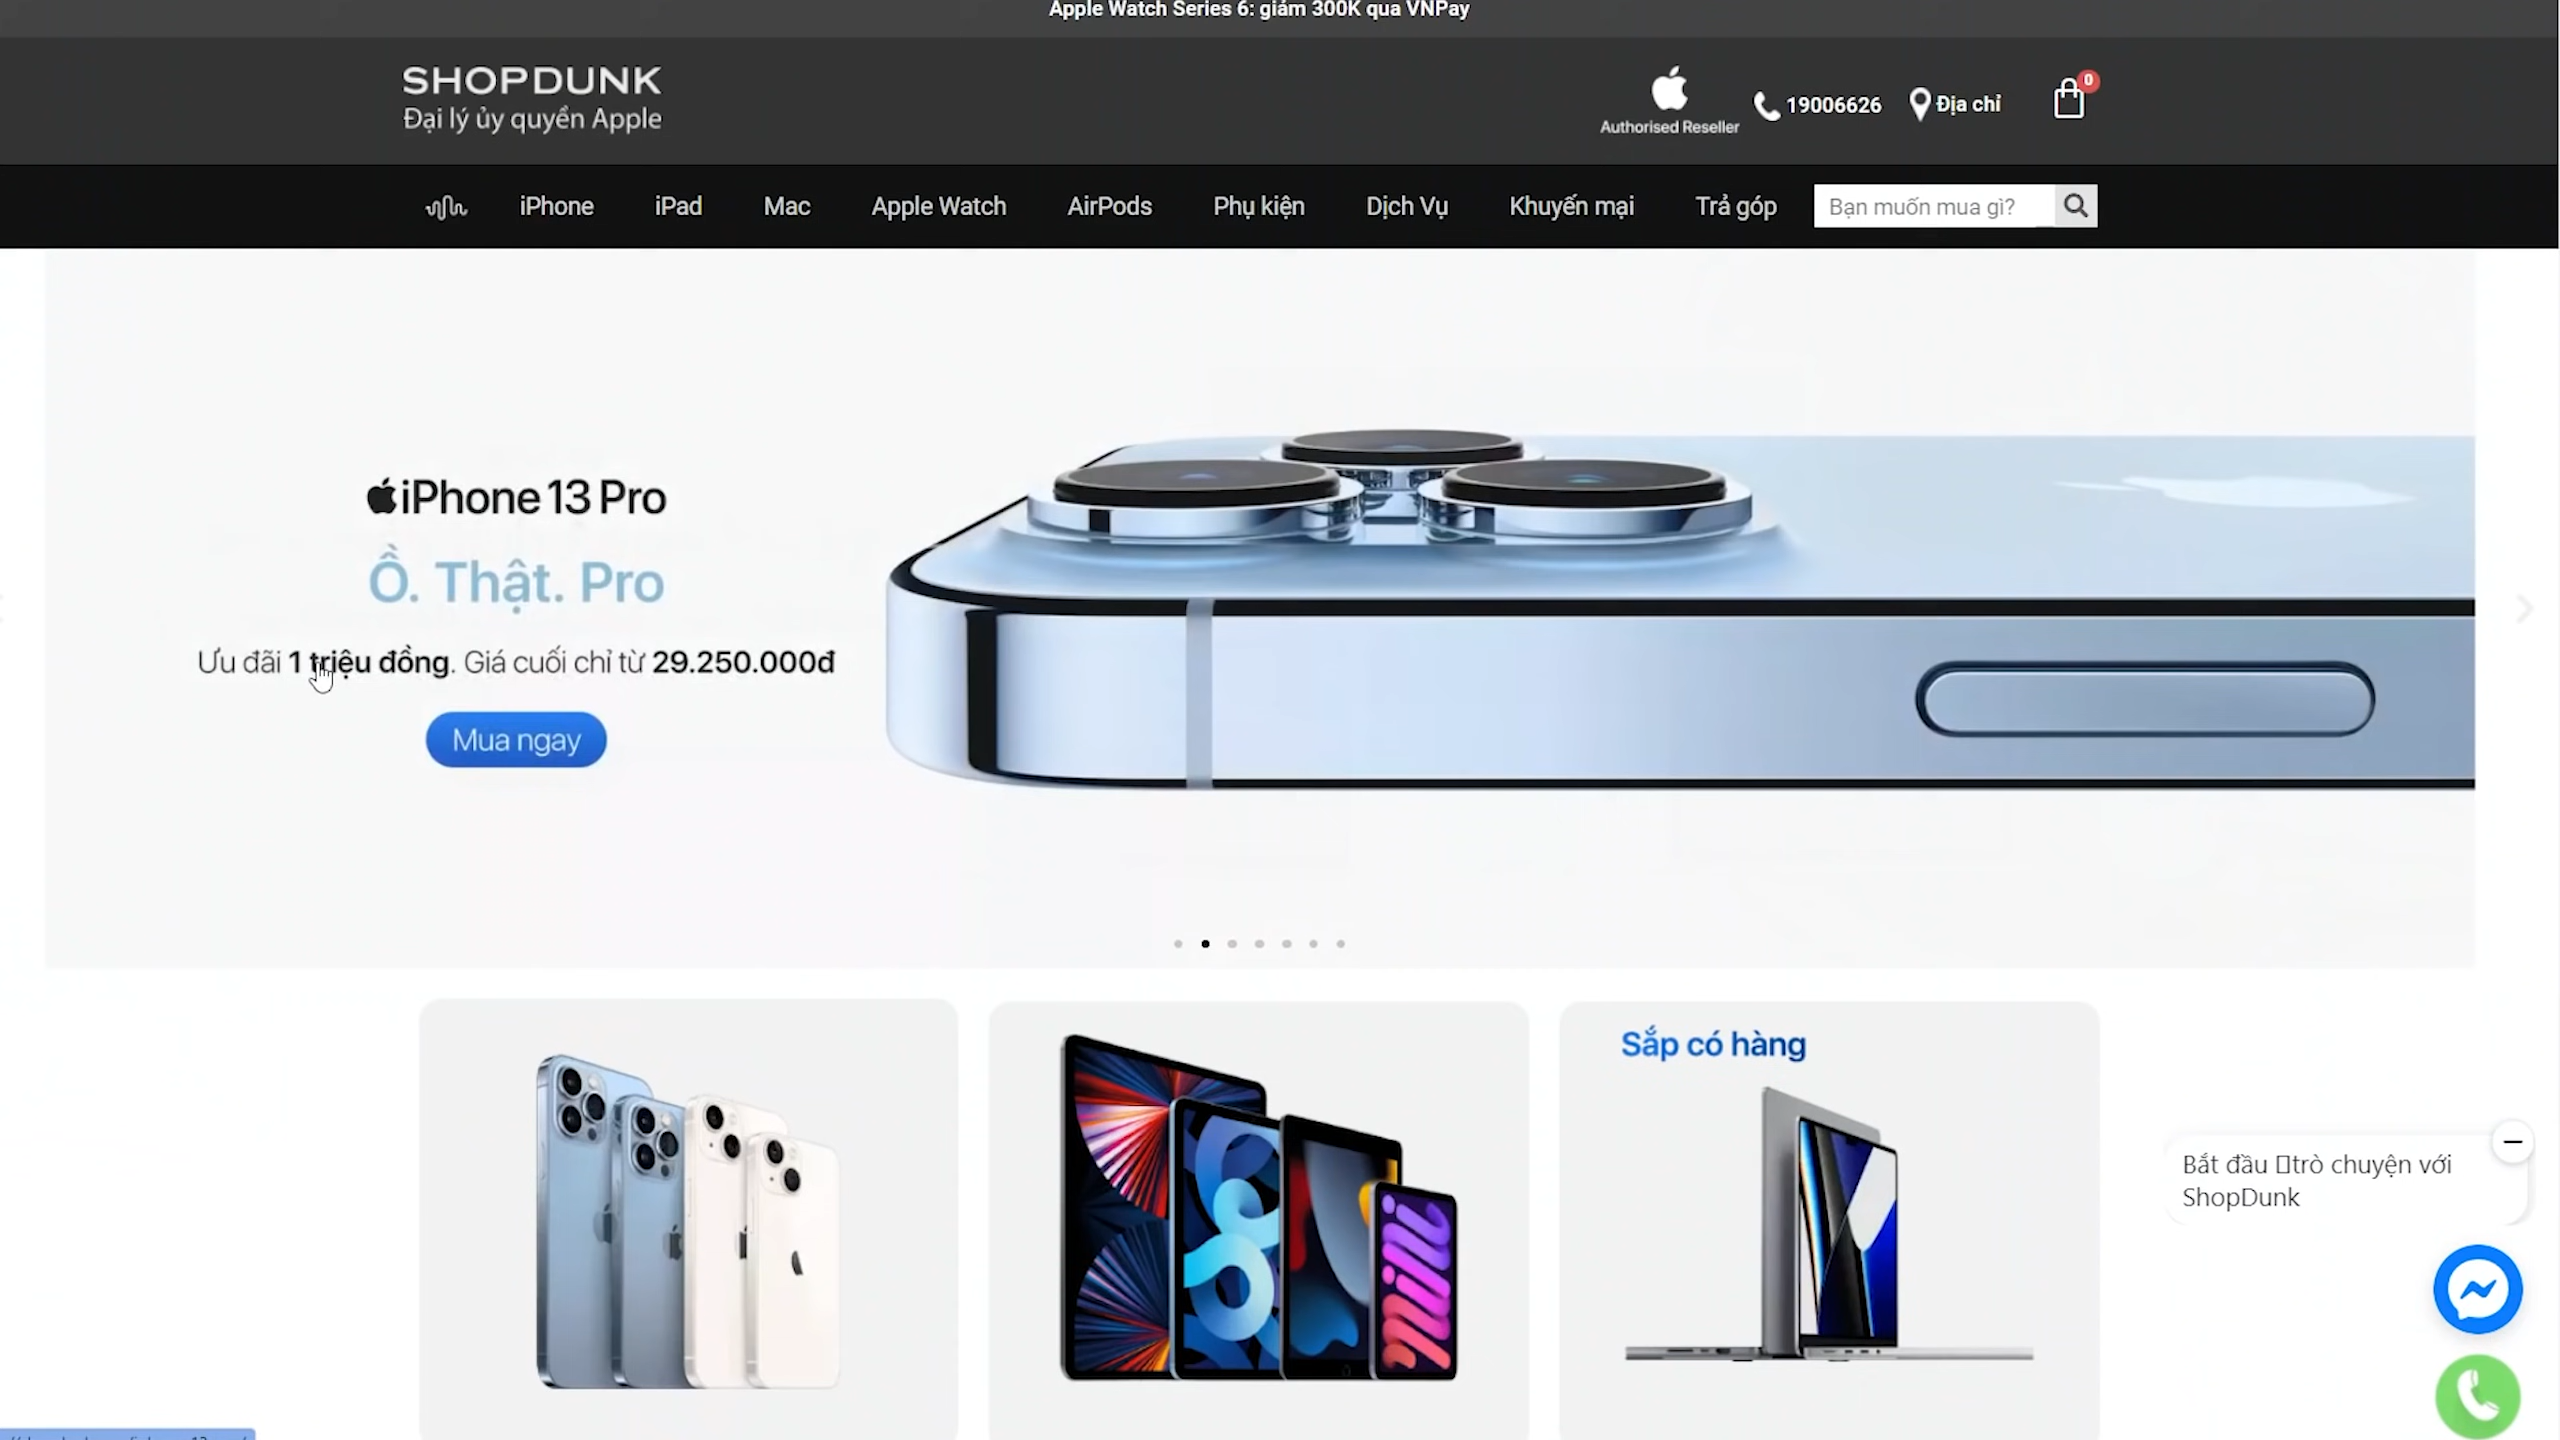 Apple Watch Series 6: giảm 300K qua VNPay
SHOPDUNK
Đại lý ủy quyền Apple
Authorised Reseller
19006626
Địa chỉ
0
iPhone
iPad
Mac
Apple Watch
AirPods
Phụ kiện
Dịch Vụ
Khuyến mại
Trả góp
Bạn muốn mua gì?
iPhone 13 Pro
Ồ. Thật. Pro
Ưu đãi 1 triệu đồng. Giá cuối chỉ từ 29.250.000đ
Mua ngay
Sắp có hàng
mini
Bắt đầu trò chuyện với
ShopDunk